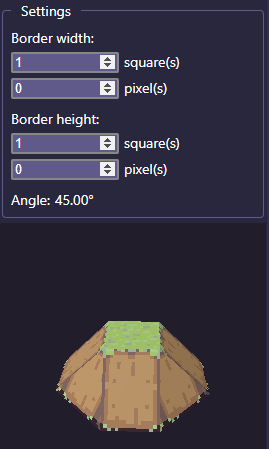 Settings
Border width:
1 square(s)
0 pixel(s)
Border height:
1 square(s)
0 pixel(s)
Angle: 45.00°